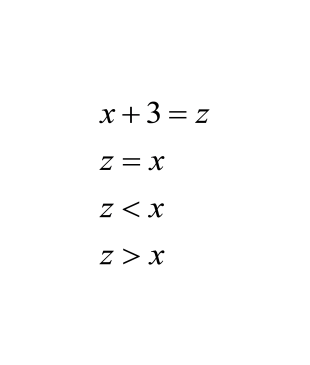 x + 3 = z
z = x
z < x
z > x